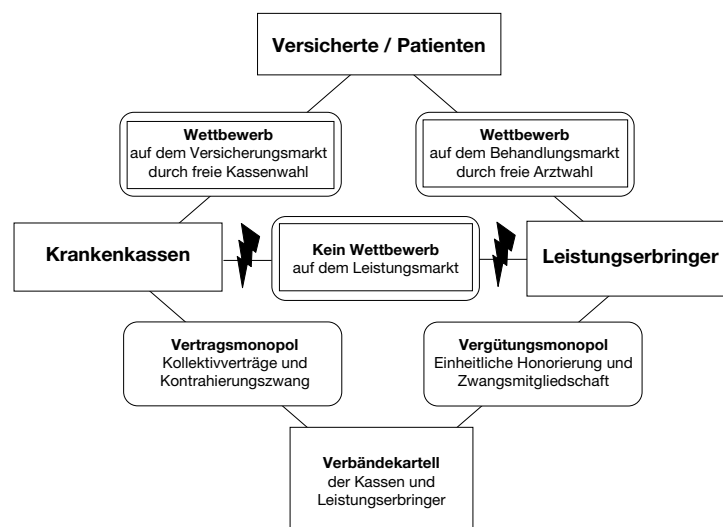 Versicherte / Patienten
Wettbewerb
auf dem Versicherungsmarkt
durch freie Kassenwahl
Wettbewerb
auf dem Behandlungsmarkt
durch freie Arztwahl
Krankenkassen
Kein Wettbewerb
auf dem Leistungsmarkt
Leistungserbringer
Vertragsmonopol
Kollektivverträge und
Kontrahierungszwang
Vergütungsmonopol
Einheitliche Honorierung und
Zwangsmitgliedschaft
Verbändekartell
der Kassen und
Leistungserbringer